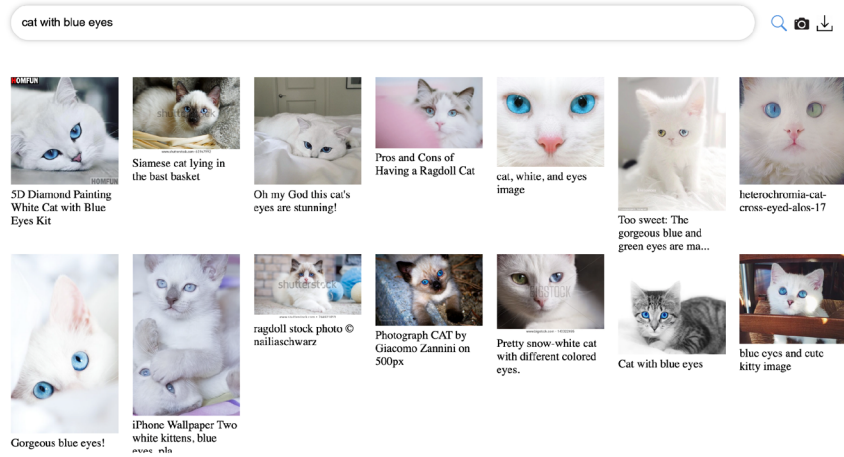 cat with blue eyes
HOMFUN
HOMFUN
5D Diamond Painting
White Cat with Blue
Eyes Kit
shutterstock
Siamese cat lying in
the bast basket
Oh my God this cat's
eyes are stunning!
Pros and Cons of
Having a Ragdoll Cat
cat, white, and eyes
image
Too sweet: The
gorgeous blue and
green eyes are ma...
heterochromia-cat-
cross-eyed-alos-17
Gorgeous blue eyes!
iPhone Wallpaper Two
white kittens, blue
eyes, pla
shutterstock
ragdoll stock photo ©
nailiaschwarz
Photograph CAT by
Giacomo Zannini on
500px
BIGSTOCK
Pretty snow-white cat
with different colored
eyes.
Cat with blue eyes
blue eyes and cute
kitty image